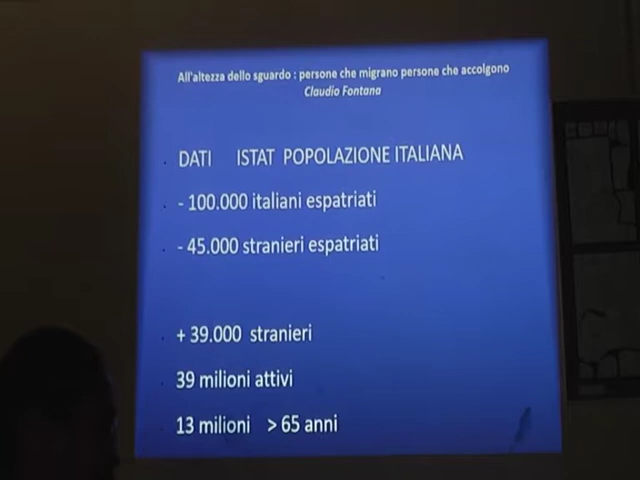 All'altezza dello sguardo : persone che migrano persone che accolgono
Claudio Fontana
DATI ISTAT POPOLAZIONE ITALIANA
- 100.000 italiani espatriati
- 45.000 stranieri espatriati
+ 39.000 stranieri
39 milioni attivi
13 milioni > 65 anni